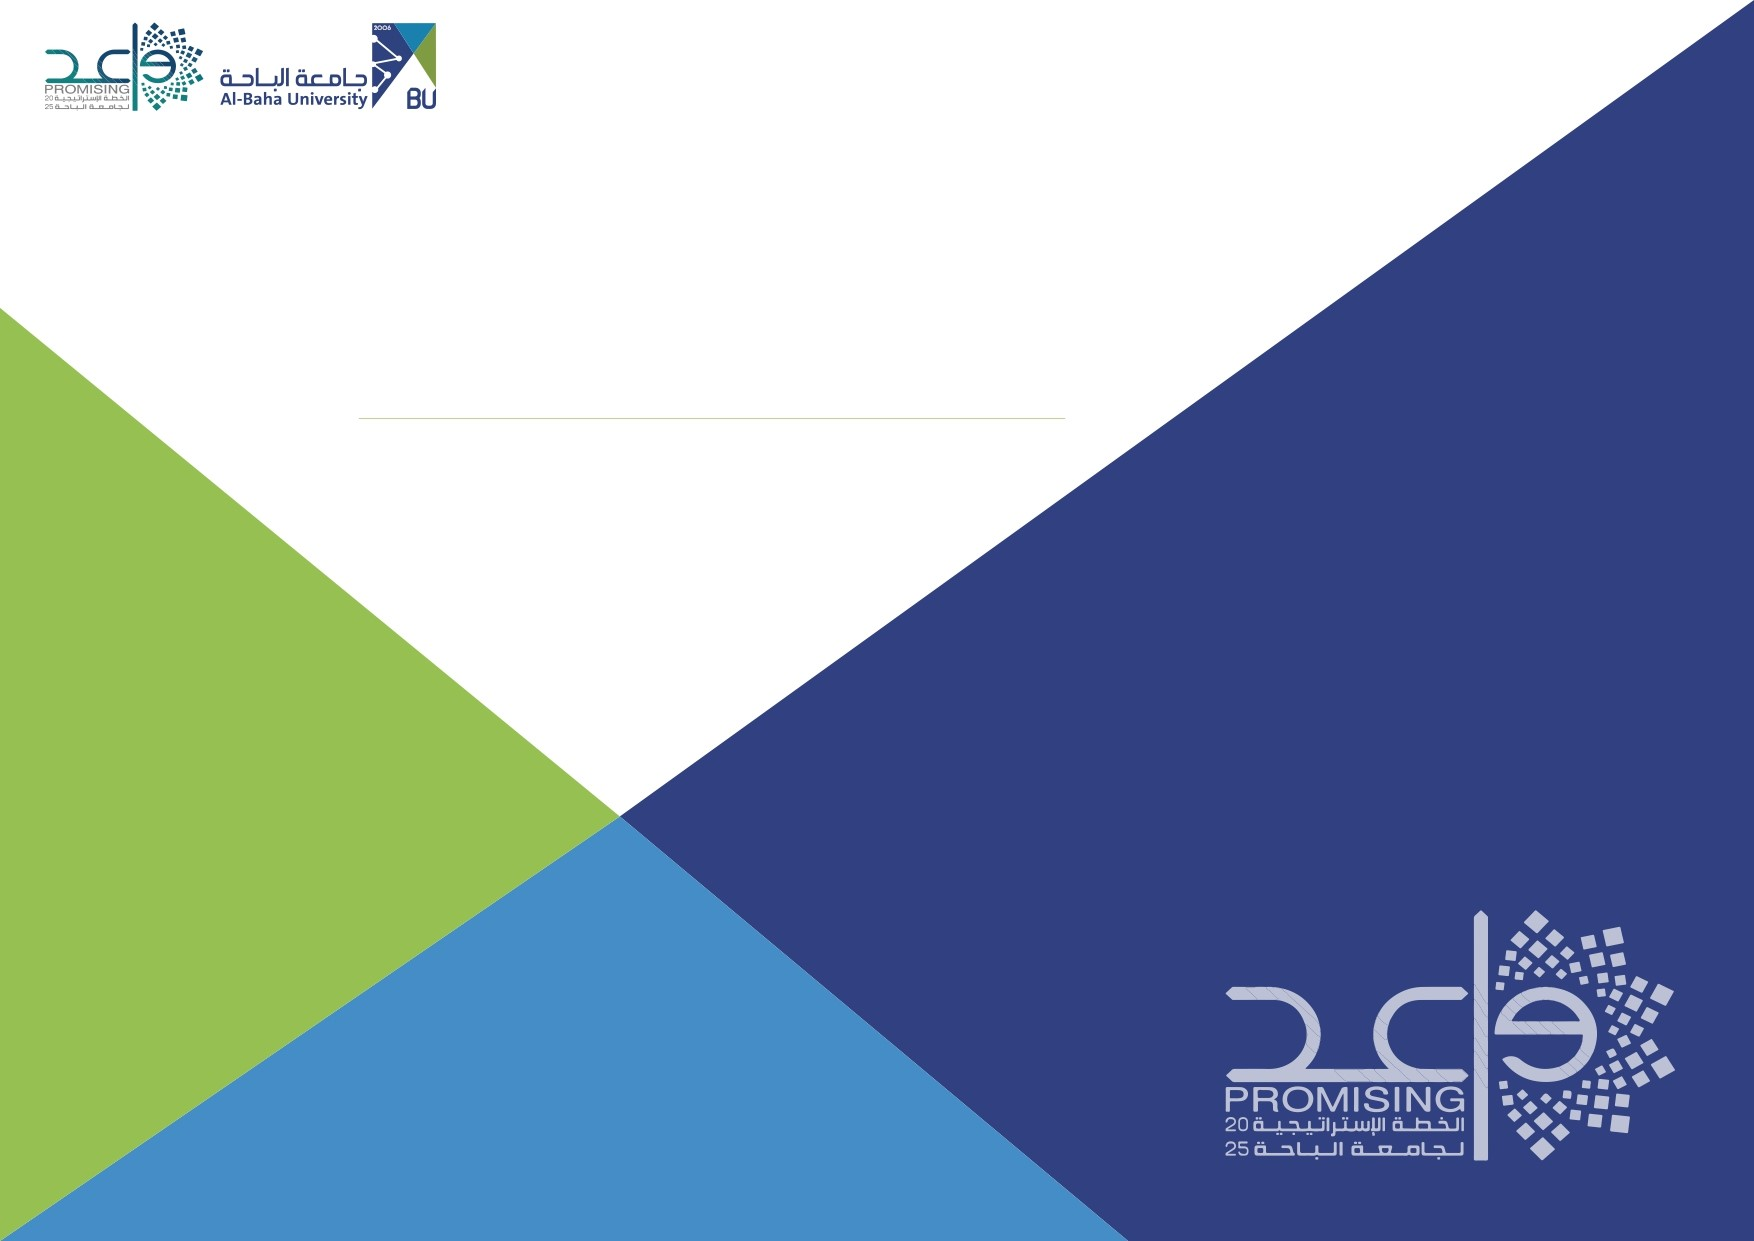 واعد
PROMISING
20 الخطة الإستراتيجية
25 لجامعة الباحة
جامعة الباحة
Al-Baha University
2006
BU
واعد
PROMISING
20 الخطة الإستراتيجية
25 لجامعة الباحة